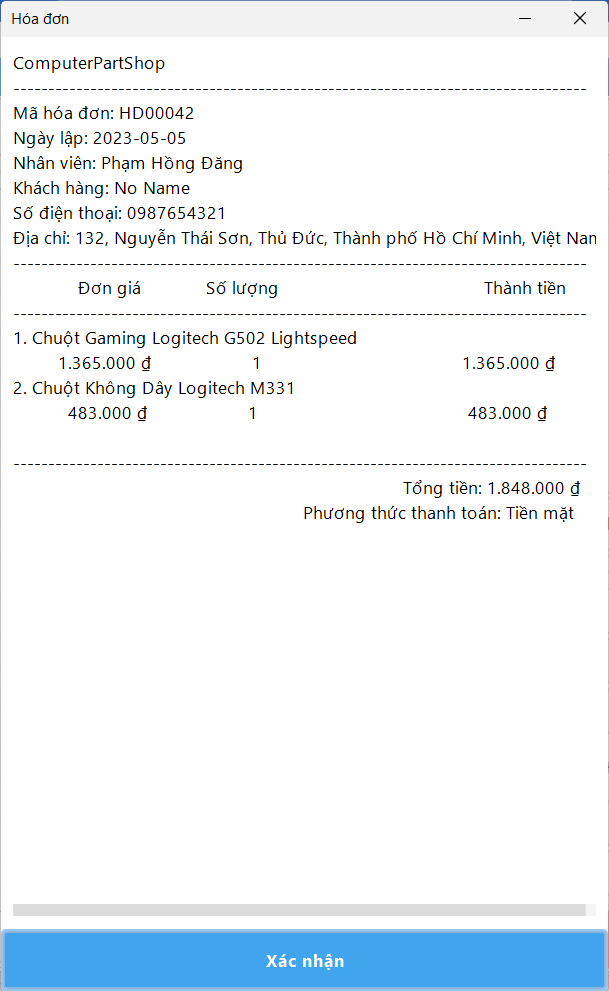 Hóa đơn
ComputerPartShop
--------------------------------------------------------------------------------
Mã hóa đơn: HD00042
Ngày lập: 2023-05-05
Nhân viên: Phạm Hồng Đăng
Khách hàng: No Name
Số điện thoại: 0987654321
Địa chỉ: 132, Nguyễn Thái Sơn, Thủ Đức, Thành phố Hồ Chí Minh, Việt Nam
--------------------------------------------------------------------------------
Đơn giá Số lượng Thành tiền
--------------------------------------------------------------------------------
1. Chuột Gaming Logitech G502 Lightspeed
1.365.000 ₫ 1 1.365.000 ₫
2. Chuột Không Dây Logitech M331
483.000 ₫ 1 483.000 ₫
--------------------------------------------------------------------------------
Tổng tiền: 1.848.000 ₫
Phương thức thanh toán: Tiền mặt
Xác nhận